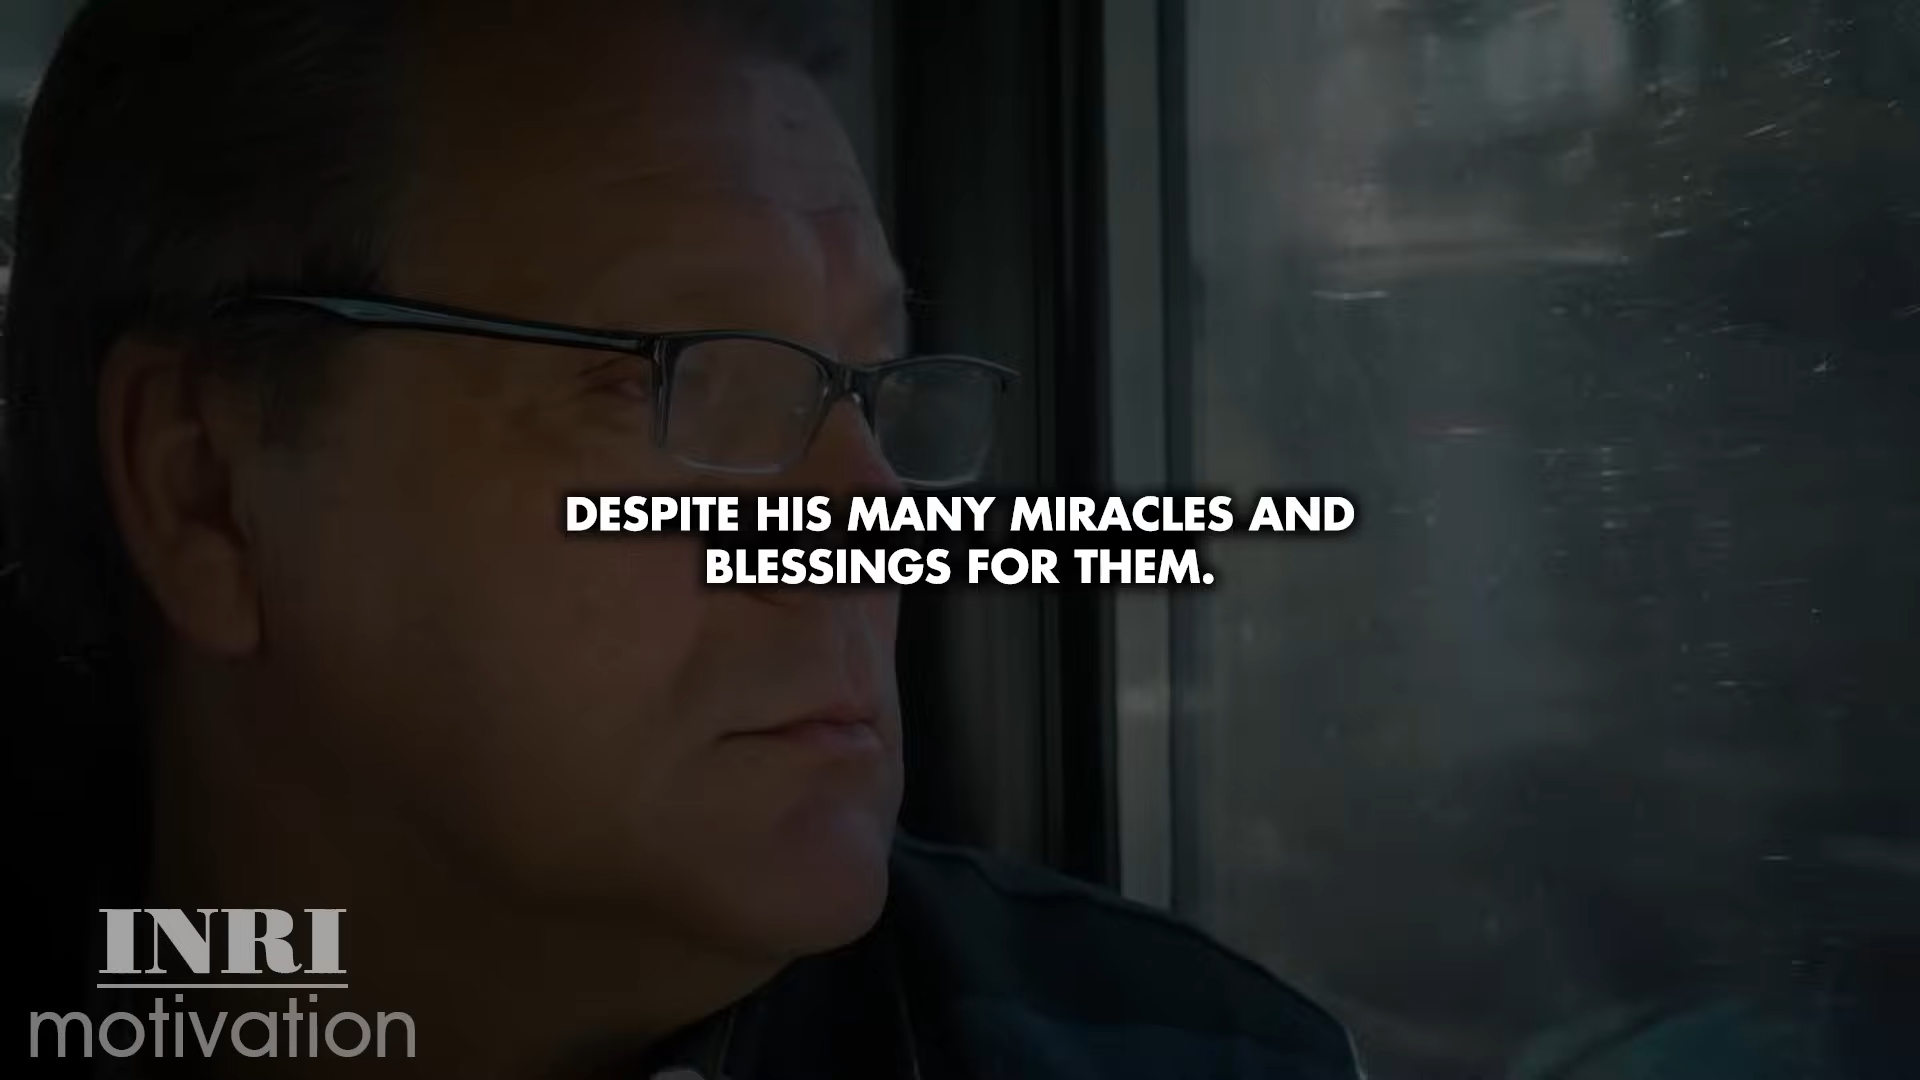 DESPITE HIS MANY MIRACLES AND
BLESSINGS FOR THEM.
INRI
motivation